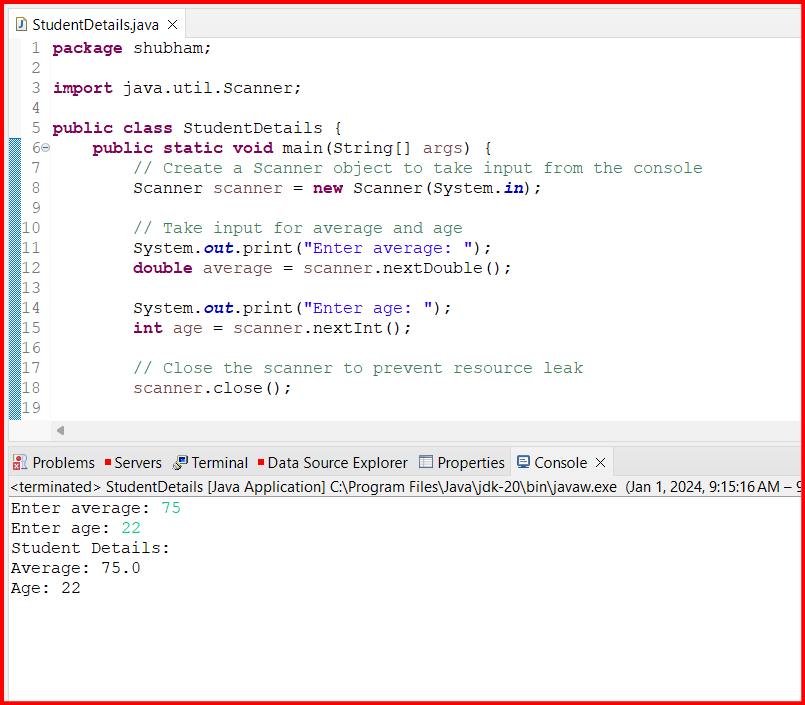 StudentDetails.java
1 package shubham;
2
3 import java.util.Scanner;
4
5 public class StudentDetails {
6 public static void main(String[] args) {
7 // Create a Scanner object to take input from the console
8 Scanner scanner = new Scanner(System.in);
9
10 // Take input for average and age
11 System.out.print("Enter average: ");
12 double average = scanner.nextDouble();
13
14 System.out.print("Enter age: ");
15 int age = scanner.nextInt();
16
17 // Close the scanner to prevent resource leak
18 scanner.close();
19
Problems Servers Terminal Data Source Explorer Properties Console
<terminated> StudentDetails [Java Application] C:\Program Files\Java\jdk-20\bin\javaw.exe (Jan 1, 2024, 9:15:16 AM – 9
Enter average: 75
Enter age: 22
Student Details:
Average: 75.0
Age: 22